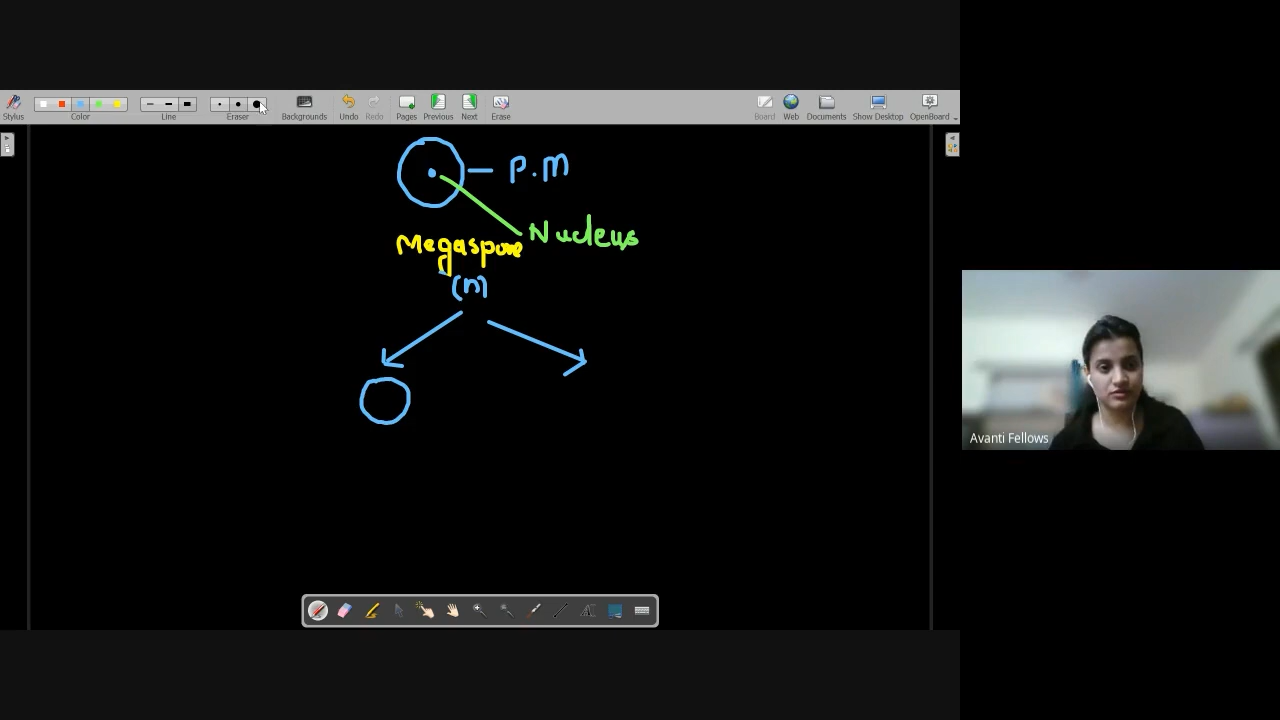 Stylus
Color
Line
Eraser
Backgrounds
Undo
Redo
Pages
Previous
Next
Erase
Board
Web
Documents
Show Desktop
OpenBoard
P.M
Nucleus
Megaspore
(n)
Avanti Fellows